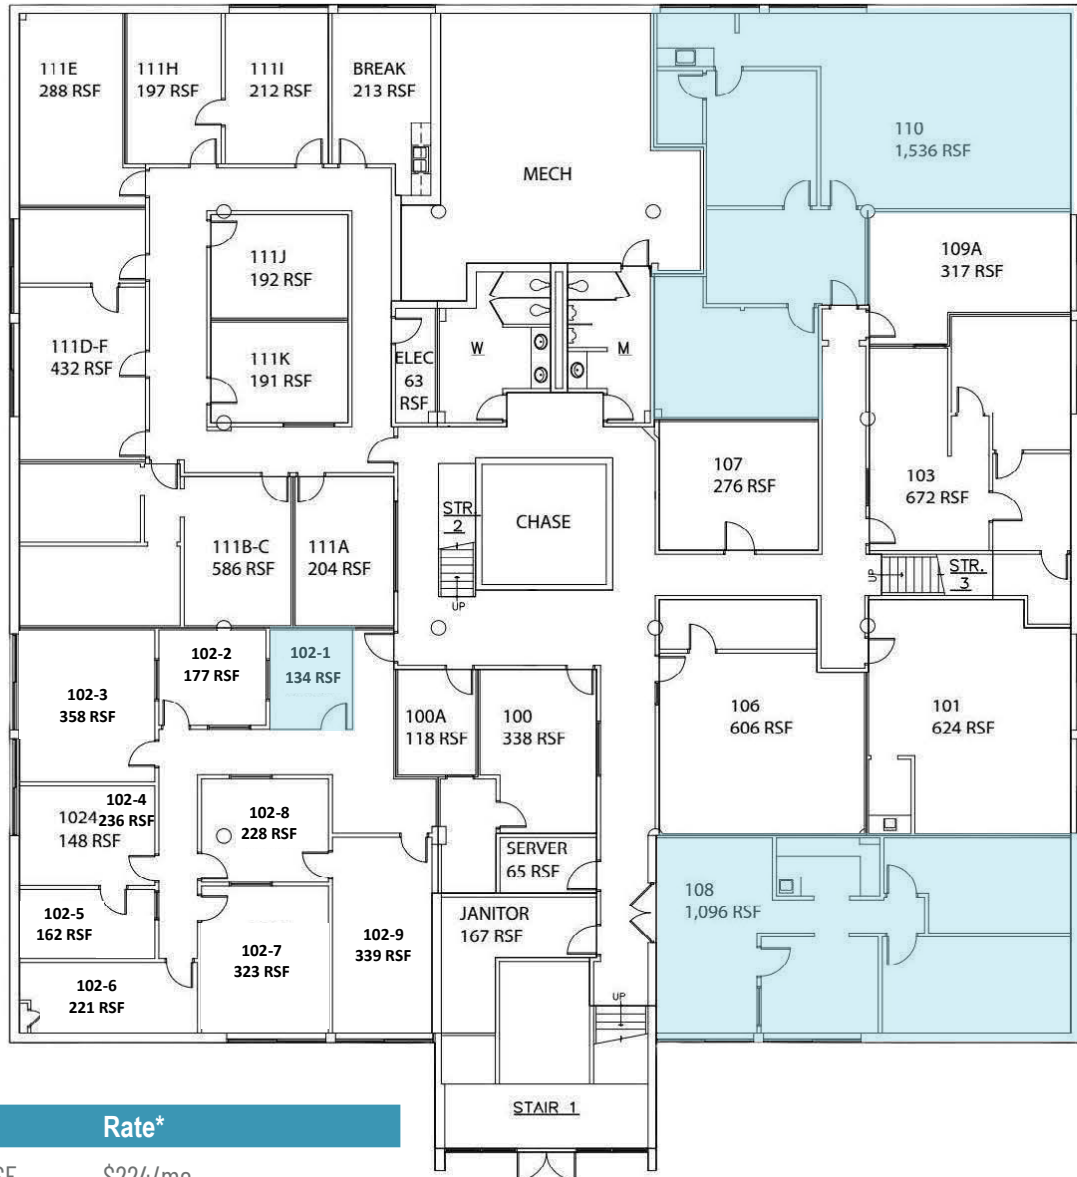 111E
288 RSF
111H
197 RSF
111I
212 RSF
BREAK
213 RSF
MECH
110
1,536 RSF
109A
317 RSF
111J
192 RSF
111K
191 RSF
111D-F
432 RSF
ELEC
63
RSF
W
M
107
276 RSF
103
672 RSF
STR.
2
UP
CHASE
111B-C
586 RSF
111A
204 RSF
UP
STR.
3
102-3
358 RSF
102-2
177 RSF
102-1
134 RSF
100A
118 RSF
100
338 RSF
106
606 RSF
101
624 RSF
102-4
236 RSF
1024
148 RSF
102-8
228 RSF
SERVER
65 RSF
108
1,096 RSF
102-5
162 RSF
JANITOR
167 RSF
102-7
323 RSF
102-9
339 RSF
102-6
221 RSF
UP
STAIR 1
Rate*
$224/mo